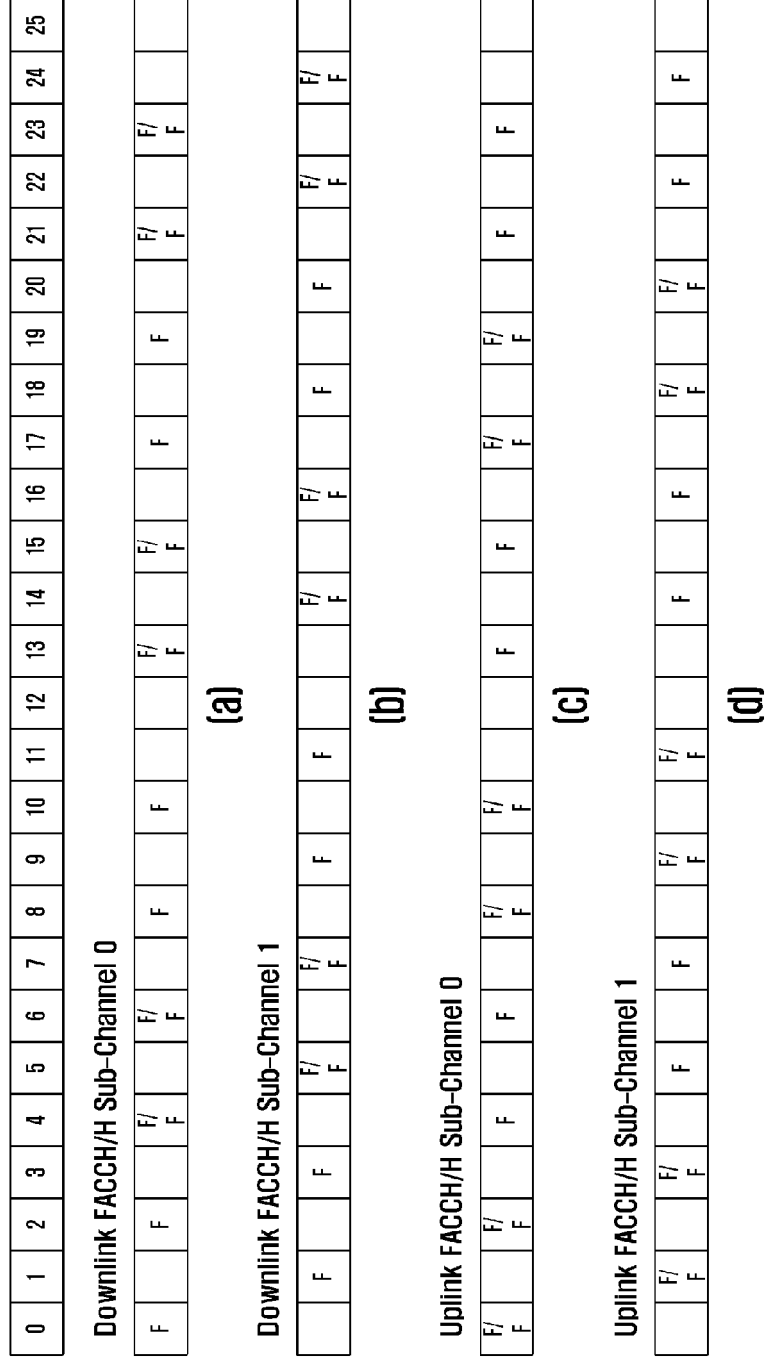 0 1 2 3 4 5 6 7 8 9 10 11 12 13 14 15 16 17 18 19 20 21 22 23 24 25
Downlink FACCH/H Sub-Channel 0
F F F/F F/F F F F/F F/F F F F/F F/F
(a)
Downlink FACCH/H Sub-Channel 1
F F F/F F/F F F F/F F/F F F F/F F/F
(b)
Uplink FACCH/H Sub-Channel 0
F/F F/F F F F/F F/F F F F/F F/F F F
(c)
Uplink FACCH/H Sub-Channel 1
F/F F/F F F F/F F/F F F F/F F/F F F
(d)